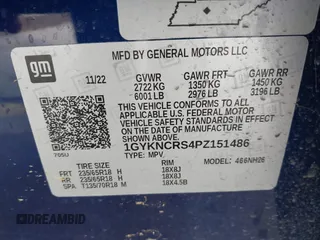 MFD BY GENERAL MOTORS LLC
gm
11/22 GVWR GAWR FRT GAWR RR
2722 KG 1350 KG 1450 KG
6001 LB 2976 LB 3196 LB
THIS VEHICLE CONFORMS TO ALL
APPLICABLE U.S. FEDERAL MOTOR
VEHICLE SAFETY
STANDARDS IN EFFECT ON THE DATE OF
MANUFACTURE SHOWN ABOVE.
1GYKNCRS4PZ151486
TYPE: MPV MODEL:
TIRE SIZE RIM
FRT 235/65R18 H 18X8J
RR 235/65R18 H 18X8J
SPA T135/70R18 M 18X4.5B
DREAMBID